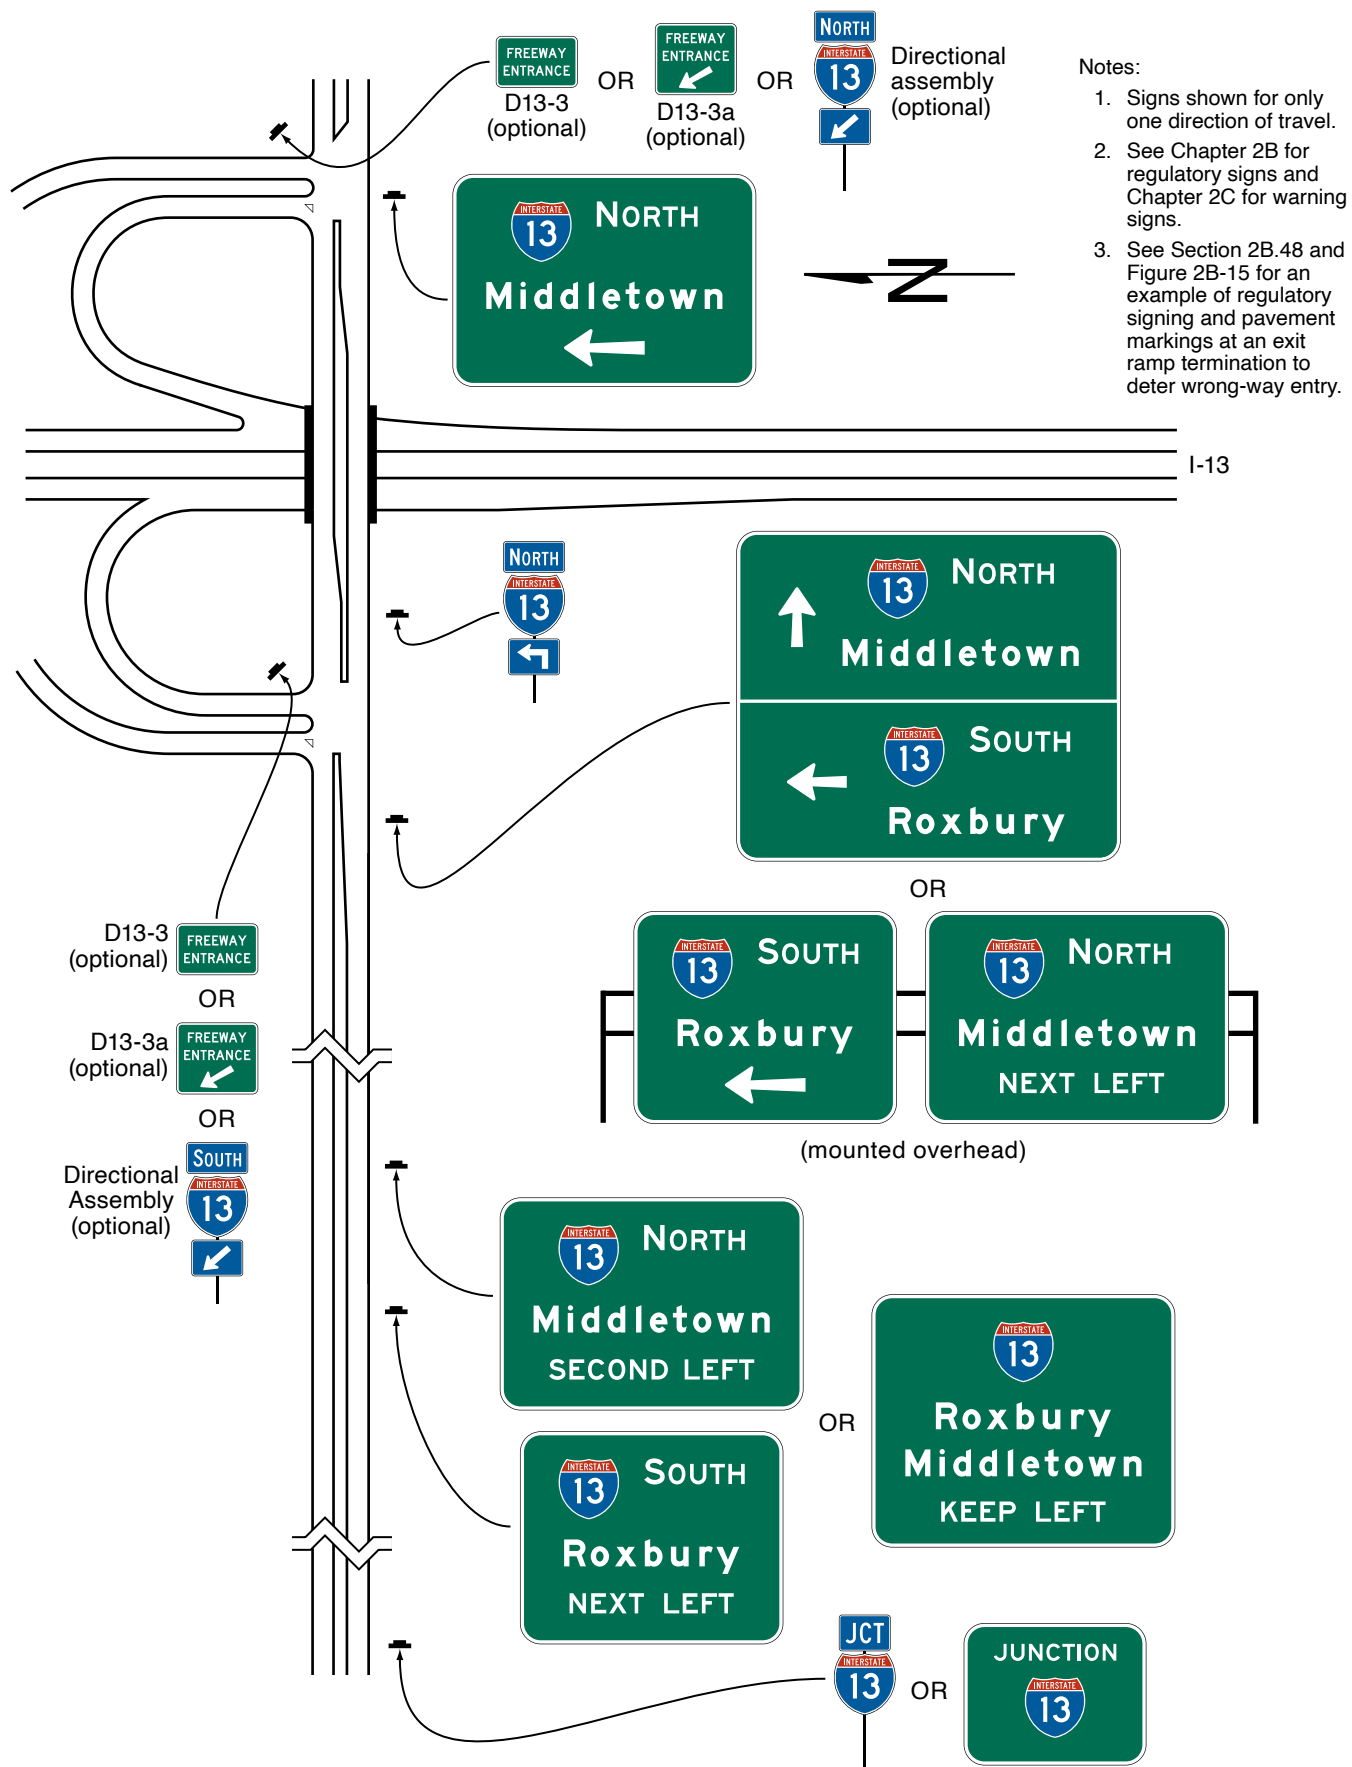 FREEWAY
ENTRANCE
D13-3
(optional)
OR
FREEWAY
ENTRANCE
D13-3a
(optional)
OR
NORTH
INTERSTATE
13
Directional
assembly
(optional)
Notes:
1. Signs shown for only
one direction of travel.
2. See Chapter 2B for
regulatory signs and
Chapter 2C for warning
signs.
3. See Section 2B.48 and
Figure 2B-15 for an
example of regulatory
signing and pavement
markings at an exit
ramp termination to
deter wrong-way entry.
INTERSTATE
13
NORTH
Middletown
N
I-13
NORTH
INTERSTATE
13
INTERSTATE
13
NORTH
Middletown
INTERSTATE
13
SOUTH
Roxbury
OR
INTERSTATE
13
SOUTH
Roxbury
INTERSTATE
13
NORTH
Middletown
NEXT LEFT
(mounted overhead)
D13-3
(optional)
FREEWAY
ENTRANCE
OR
D13-3a
(optional)
FREEWAY
ENTRANCE
OR
Directional
Assembly
(optional)
SOUTH
INTERSTATE
13
INTERSTATE
13
NORTH
Middletown
SECOND LEFT
INTERSTATE
13
SOUTH
Roxbury
NEXT LEFT
OR
INTERSTATE
13
Roxbury
Middletown
KEEP LEFT
JCT
INTERSTATE
13
OR
JUNCTION
INTERSTATE
13